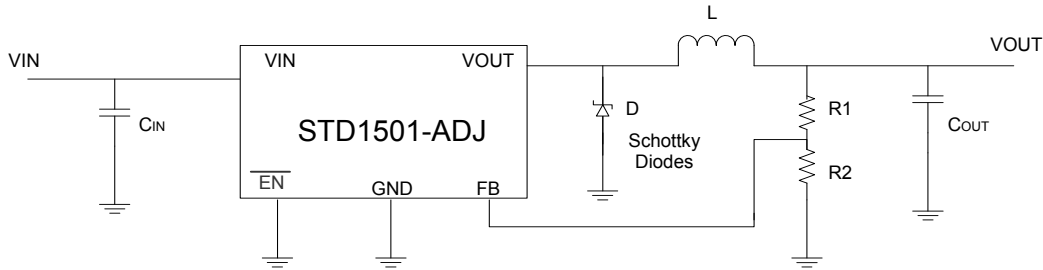 L
VIN
VIN
VOUT
VOUT
CIN
STD1501-ADJ
D
Schottky
Diodes
R1
COUT
R2
EN
GND
FB